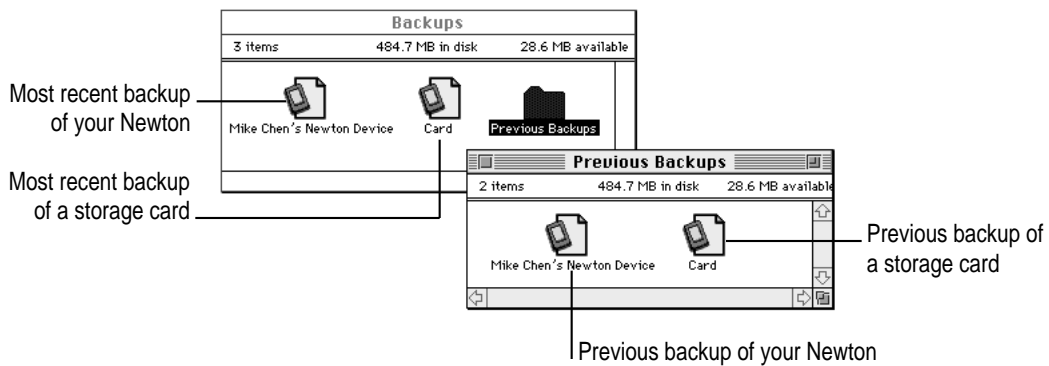 Backups
3 items 484.7 MB in disk 28.6 MB available
Most recent backup
of your Newton
Mike Chen's Newton Device Card Previous Backups
Most recent backup
of a storage card
Previous Backups
2 items 484.7 MB in disk 28.6 MB available
Mike Chen's Newton Device Card
Previous backup of
a storage card
Previous backup of your Newton